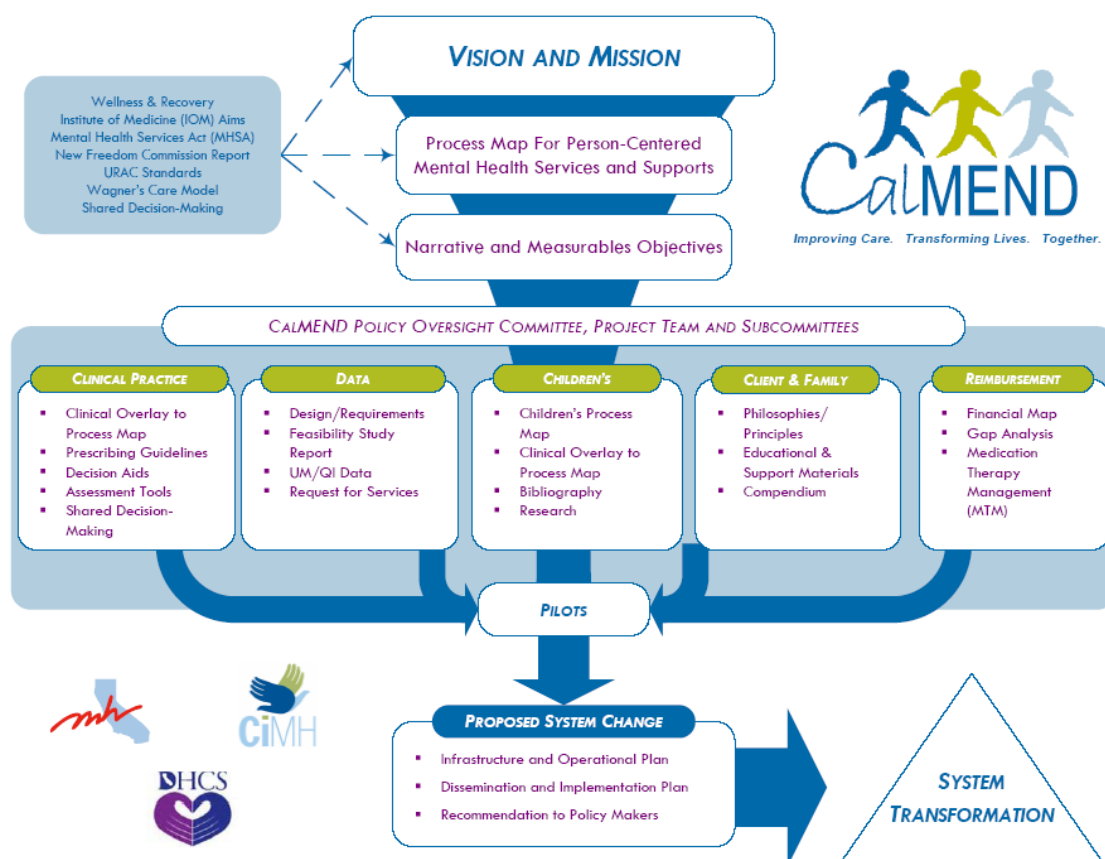 VISION AND MISSION
Wellness & Recovery
Institute of Medicine (IOM) Aims
Mental Health Services Act (MHSA)
New Freedom Commission Report
URAC Standards
Wagner's Care Model
Shared Decision-Making
Process Map For Person-Centered
Mental Health Services and Supports
Narrative and Measurables Objectives
CalMEND
Improving Care. Transforming Lives. Together.
CALMEND POLICY OVERSIGHT COMMITTEE, PROJECT TEAM AND SUBCOMMITTEES
CLINICAL PRACTICE
▪ Clinical Overlay to
Process Map
▪ Prescribing Guidelines
▪ Decision Aids
▪ Assessment Tools
▪ Shared Decision-
Making
DATA
▪ Design/Requirements
▪ Feasibility Study
Report
▪ UM/QI Data
▪ Request for Services
CHILDREN'S
▪ Children's Process
Map
▪ Clinical Overlay to
Process Map
▪ Bibliography
▪ Research
CLIENT & FAMILY
▪ Philosophies/
Principles
▪ Educational &
Support Materials
▪ Compendium
REIMBURSEMENT
▪ Financial Map
▪ Gap Analysis
▪ Medication
Therapy
Management
(MTM)
PILOTS
mh
CiMH
DHCS
PROPOSED SYSTEM CHANGE
▪ Infrastructure and Operational Plan
▪ Dissemination and Implementation Plan
▪ Recommendation to Policy Makers
SYSTEM
TRANSFORMATION